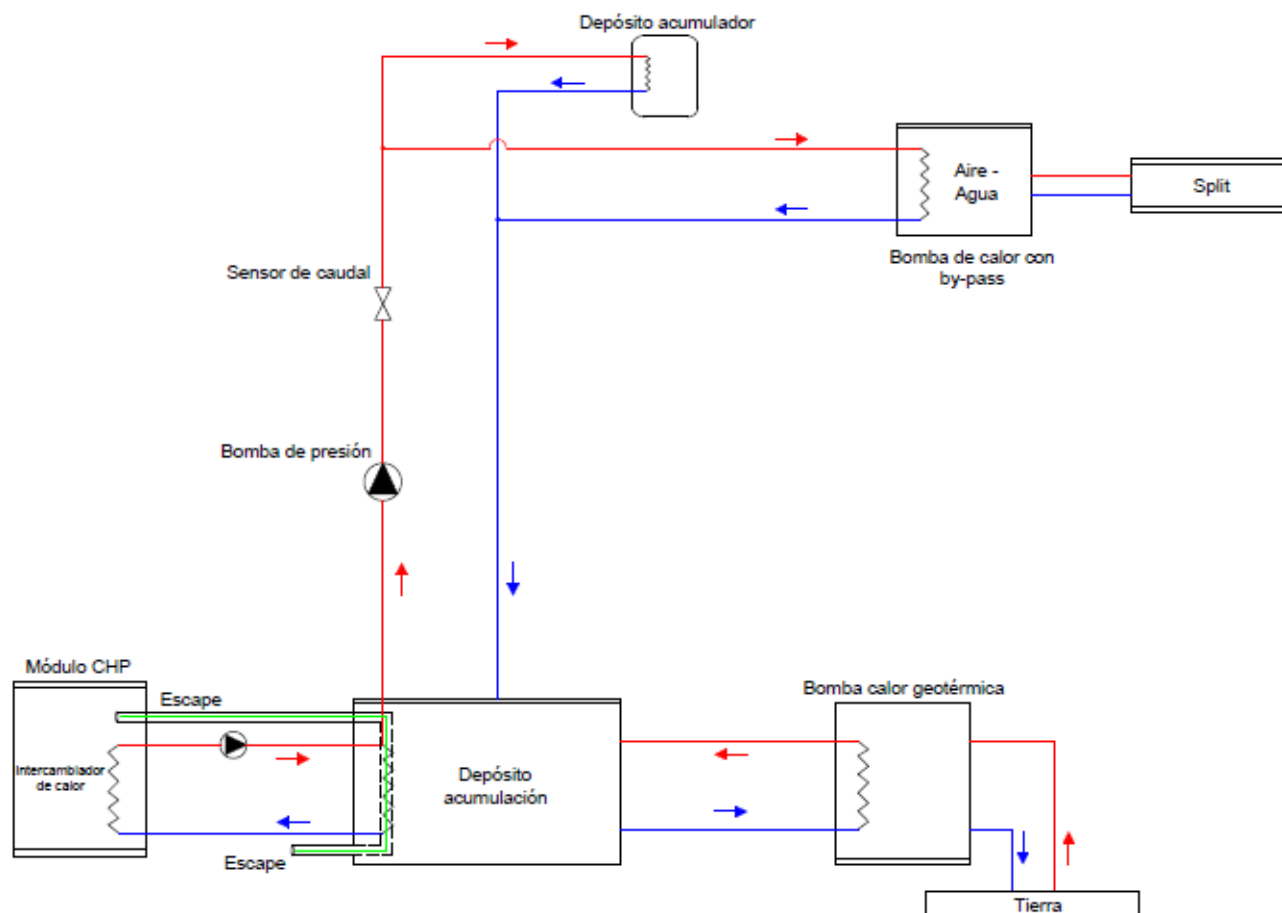 Depósito acumulador
Aire -
Agua
Split
Bomba de calor con
by-pass
Sensor de caudal
Bomba de presión
Módulo CHP
Escape
Bomba calor geotérmica
Intercambiador
de calor
Depósito
acumulación
Escape
Tierra